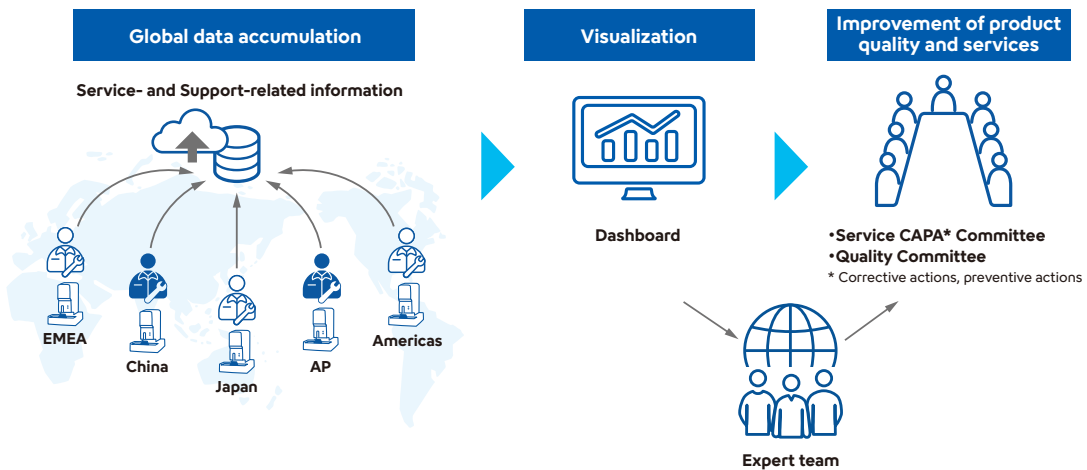 Global data accumulation
Service- and Support-related information
EMEA
China
Japan
AP
Americas
Visualization
Dashboard
Expert team
Improvement of product
quality and services
•Service CAPA* Committee
•Quality Committee
* Corrective actions, preventive actions